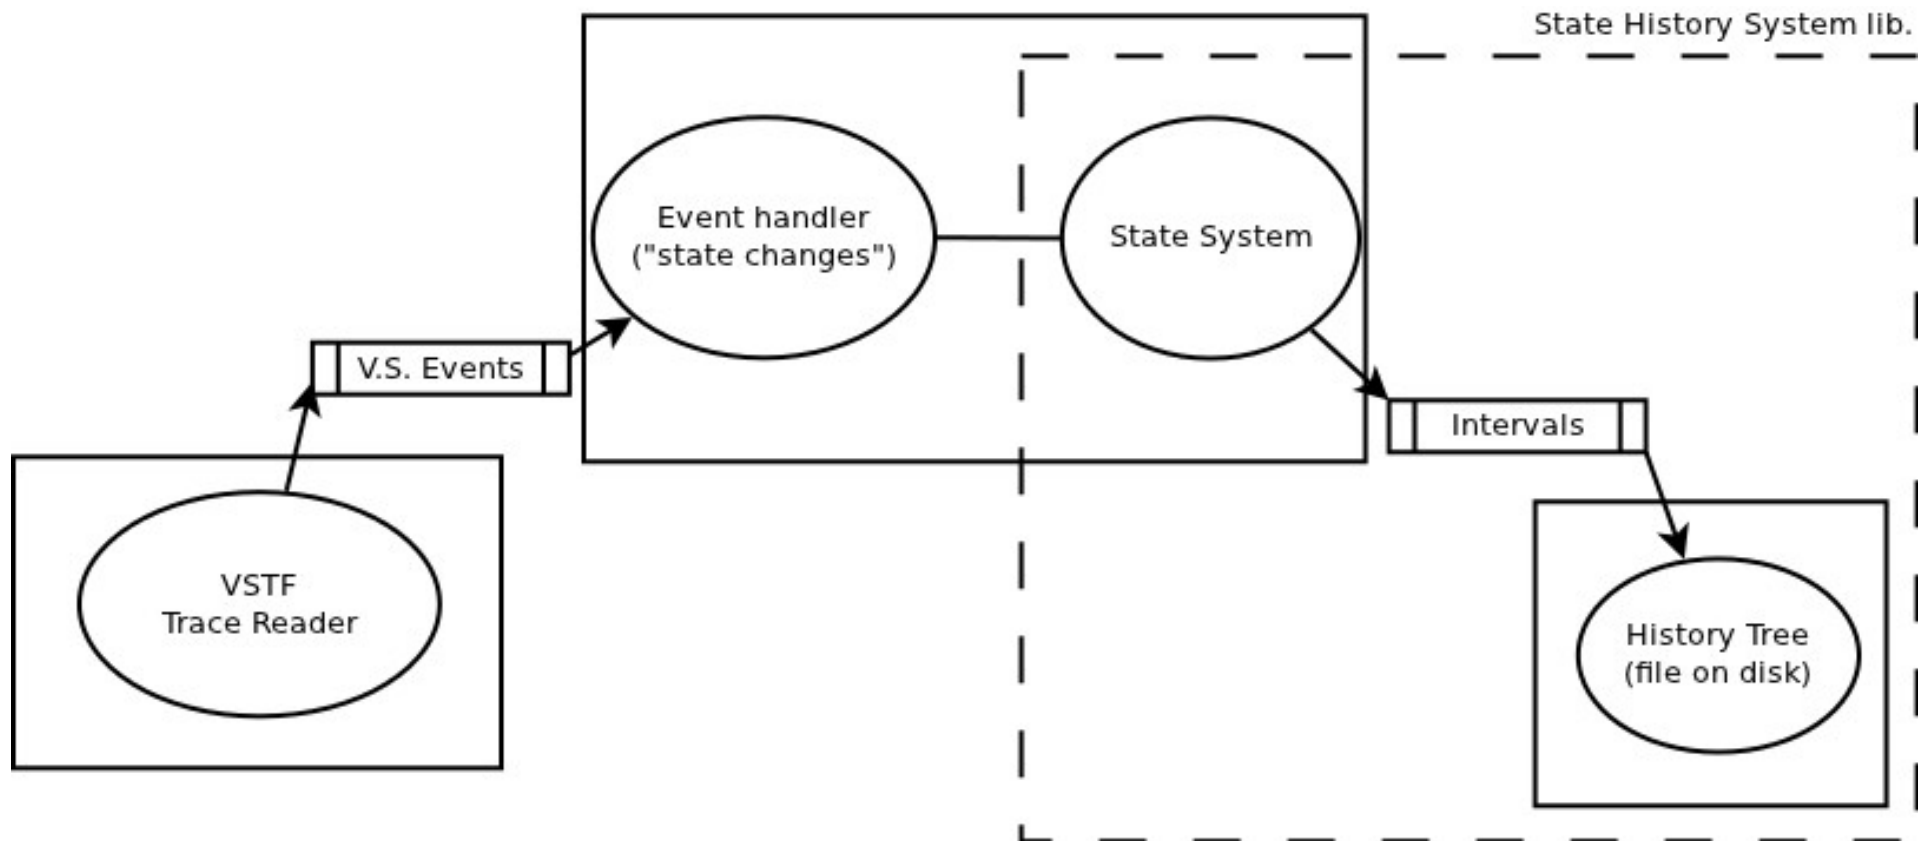 State History System lib.
Event handler
("state changes")
State System
V.S. Events
Intervals
VSTF
Trace Reader
History Tree
(file on disk)